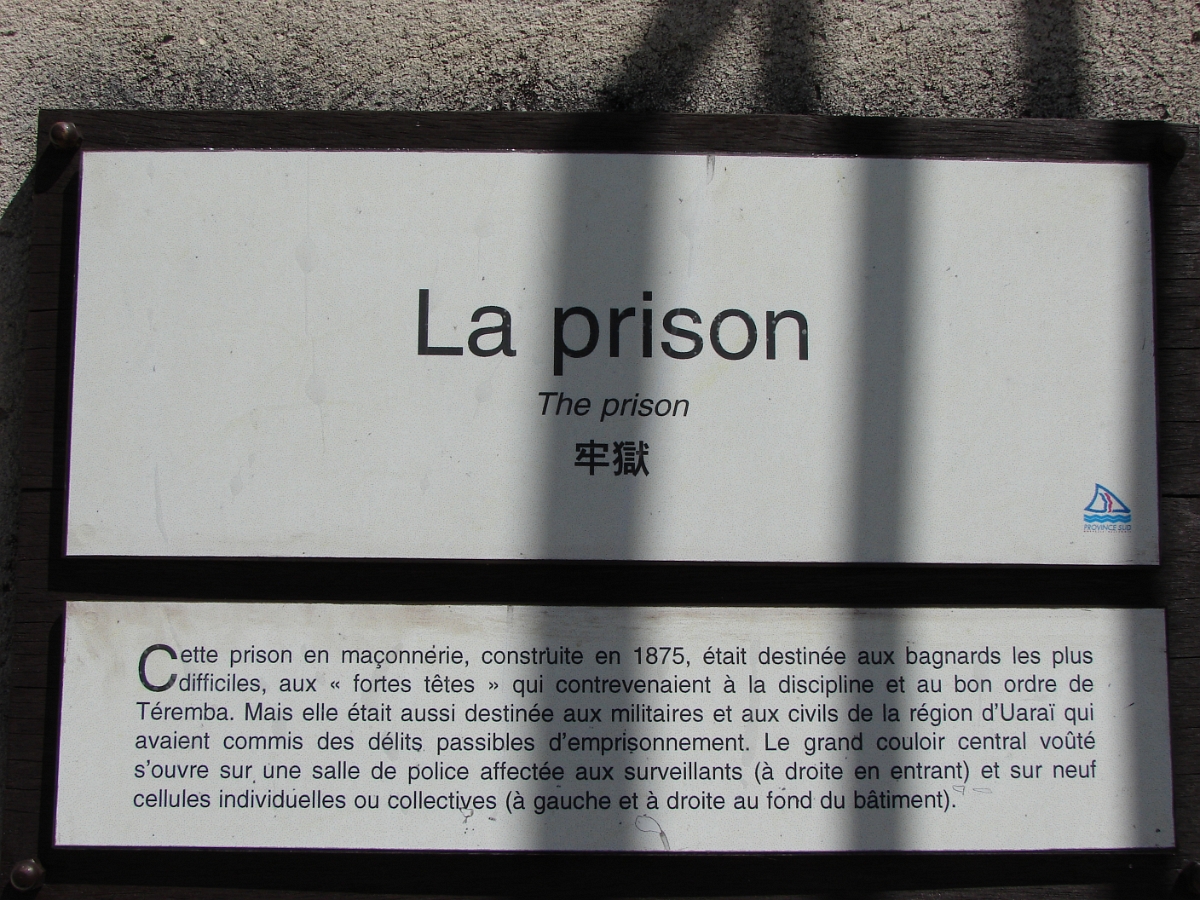 La prison
The prison
牢獄
PROVINCE SUD
Cette prison en maçonnerie, construite en 1875, était destinée aux bagnards les plus
difficiles, aux « fortes têtes » qui contrevenaient à la discipline et au bon ordre de
Téremba. Mais elle était aussi destinée aux militaires et aux civils de la région d'Uaraï qui
avaient commis des délits passibles d'emprisonnement. Le grand couloir central voûté
s'ouvre sur une salle de police affectée aux surveillants (à droite en entrant) et sur neuf
cellules individuelles ou collectives (à gauche et à droite au fond du bâtiment).